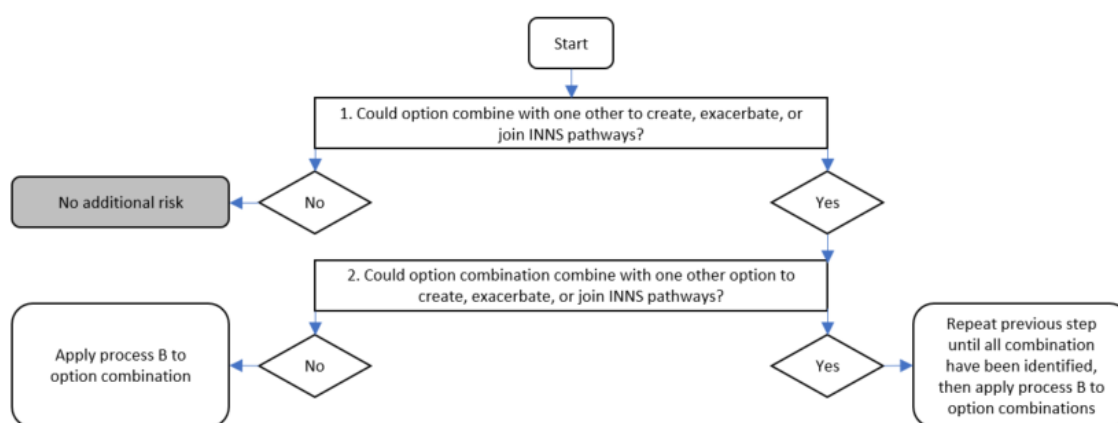 Start
1. Could option combine with one other to create, exacerbate, or
join INNS pathways?
No additional risk
No
Yes
2. Could option combination combine with one other option to
create, exacerbate, or join INNS pathways?
Apply process B to
option combination
No
Yes
Repeat previous step
until all combination
have been identified,
then apply process B to
option combinations